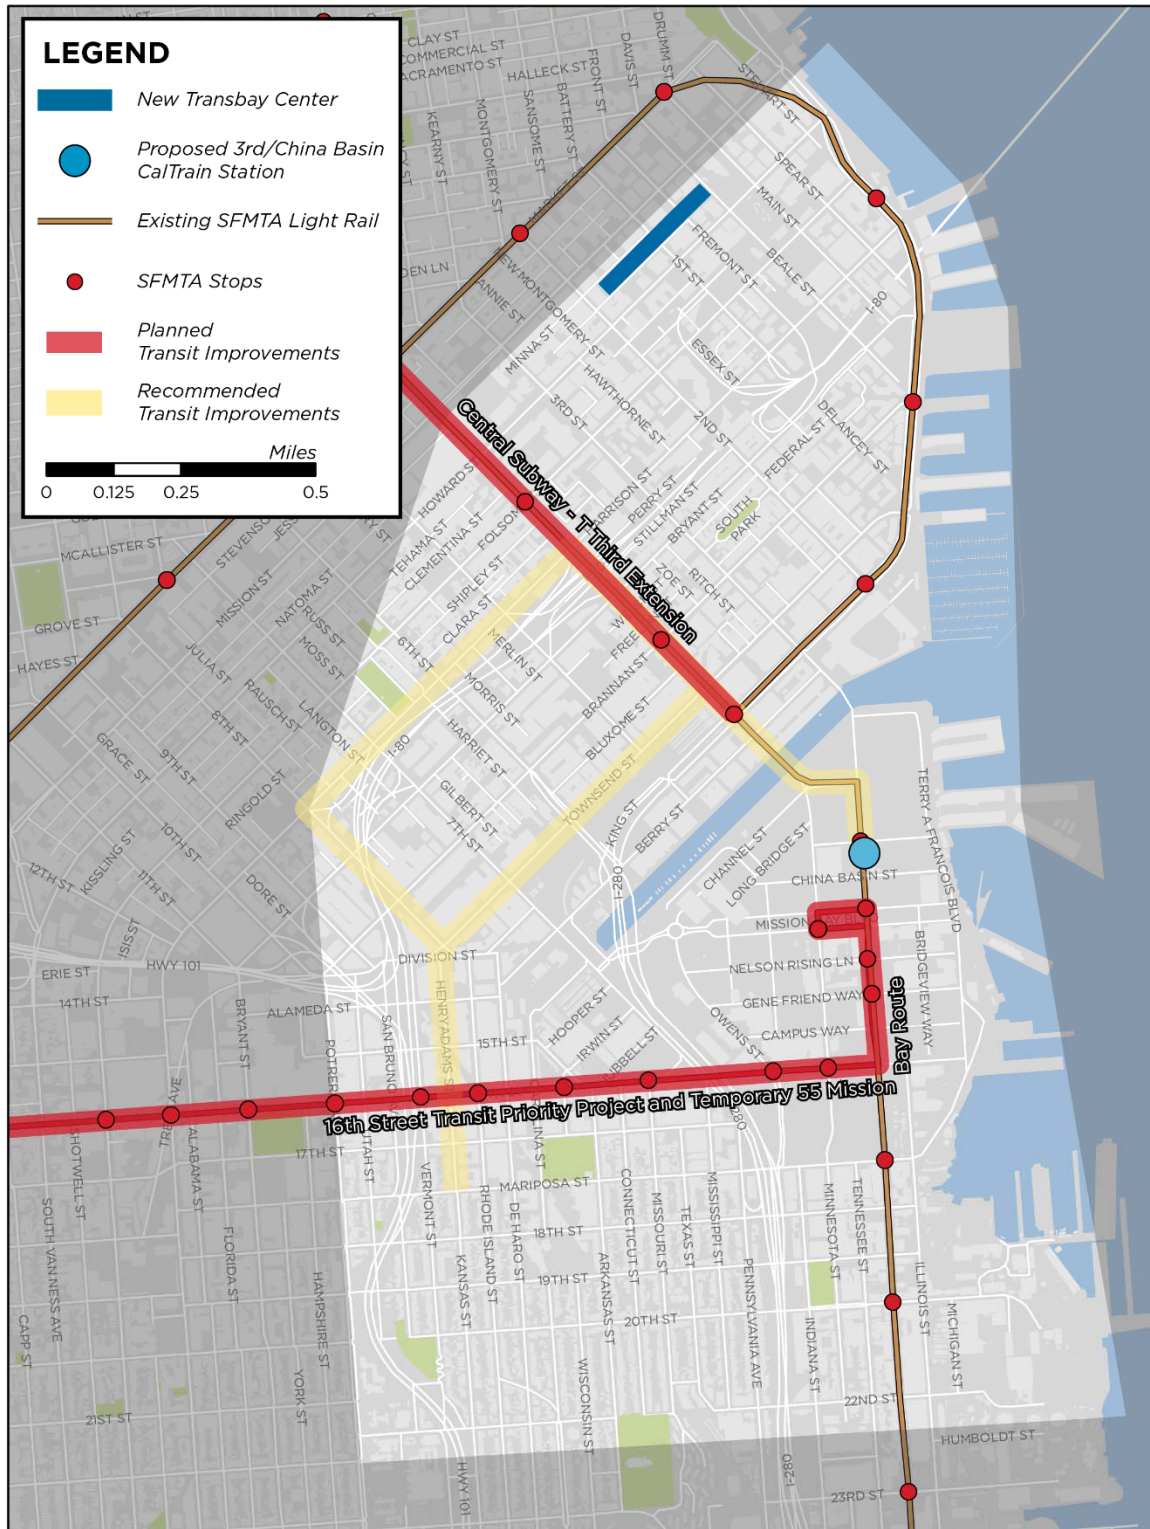 LEGEND
New Transbay Center
Proposed 3rd/China Basin
CalTrain Station
Existing SFMTA Light Rail
SFMTA Stops
Planned
Transit Improvements
Recommended
Transit Improvements
Miles
0 0.125 0.25 0.5
CLAY ST
COMMERCIAL ST
SACRAMENTO ST
HALLECK ST
KEARNY ST
MONTGOMERY ST
SANSOME ST
BATTERY ST
FRONT ST
DAVIS ST
DRUMM ST
STEUART ST
SPEAR ST
MAIN ST
BEALE ST
FREMONT ST
1ST ST
I-80
ESSEX ST
NEW MONTGOMERY ST
ANNIE ST
MINNA ST
HAWTHORNE ST
3RD ST
2ND ST
DELANCEY ST
FEDERAL ST
SOUTH
PARK
Central Subway - T Third Extension
HOWARD S
TEHAMA ST
CLEMENTINA ST
FOLSOM
SHIPLEY ST
CLARA ST
PERRY ST
STILLMAN ST
BRYANT ST
ZOE ST
RITCH ST
FREE
MCALLISTER ST
GROVE ST
HAYES ST
MISSION ST
NATOMA ST
RUSS ST
MOSS ST
JULIA ST
RAUSCH ST
LANGTON ST
6TH ST
MERLIN ST
MORRIS ST
HARRIET ST
GILBERT ST
7TH ST
I-80
BRANNAN ST
BLUXOME ST
TOWNSEND ST
KING ST
BERRY ST
I-280
8TH ST
9TH ST
10TH ST
11TH ST
12TH ST
GRACE ST
RINGOLD ST
KISSLING ST
DORE ST
ISIS ST
ERIE ST
HWY 101
14TH ST
BRYANT ST
ALAMEDA ST
DIVISION ST
15TH ST
HOOPER ST
IRWIN ST
HUBBELL ST
CHANNEL ST
LONG BRIDGE ST
CHINA BASIN ST
TERRY A FRANCOIS BLVD
NELSON RISING LN
GENE FRIEND WAY
CAMPUS WAY
OWENS ST
BRIDGEVIEW WAY
Bay Route
16th Street Transit Priority Project and Temporary 55 Mission
280
SHOTWELL ST
ALABAMA ST
17TH ST
UTAH ST
VERMONT ST
MARIPOSA ST
18TH ST
19TH ST
20TH ST
SOUTH VAN NESS AVE
CAPP ST
FLORIDA ST
HAMPSHIRE ST
YORK ST
21ST ST
KANSAS ST
RHODE ISLAND ST
DE HARO ST
ARKANSAS ST
WISCONSIN ST
CONNECTICUT ST
MISSOURI ST
TEXAS ST
MISSISSIPPI ST
PENNSYLVANIA AVE
INDIANA ST
MINNESOTA ST
TENNESSEE ST
ILLINOIS ST
MICHIGAN ST
22ND ST
HUMBOLDT ST
23RD ST
I-280
HWY 101